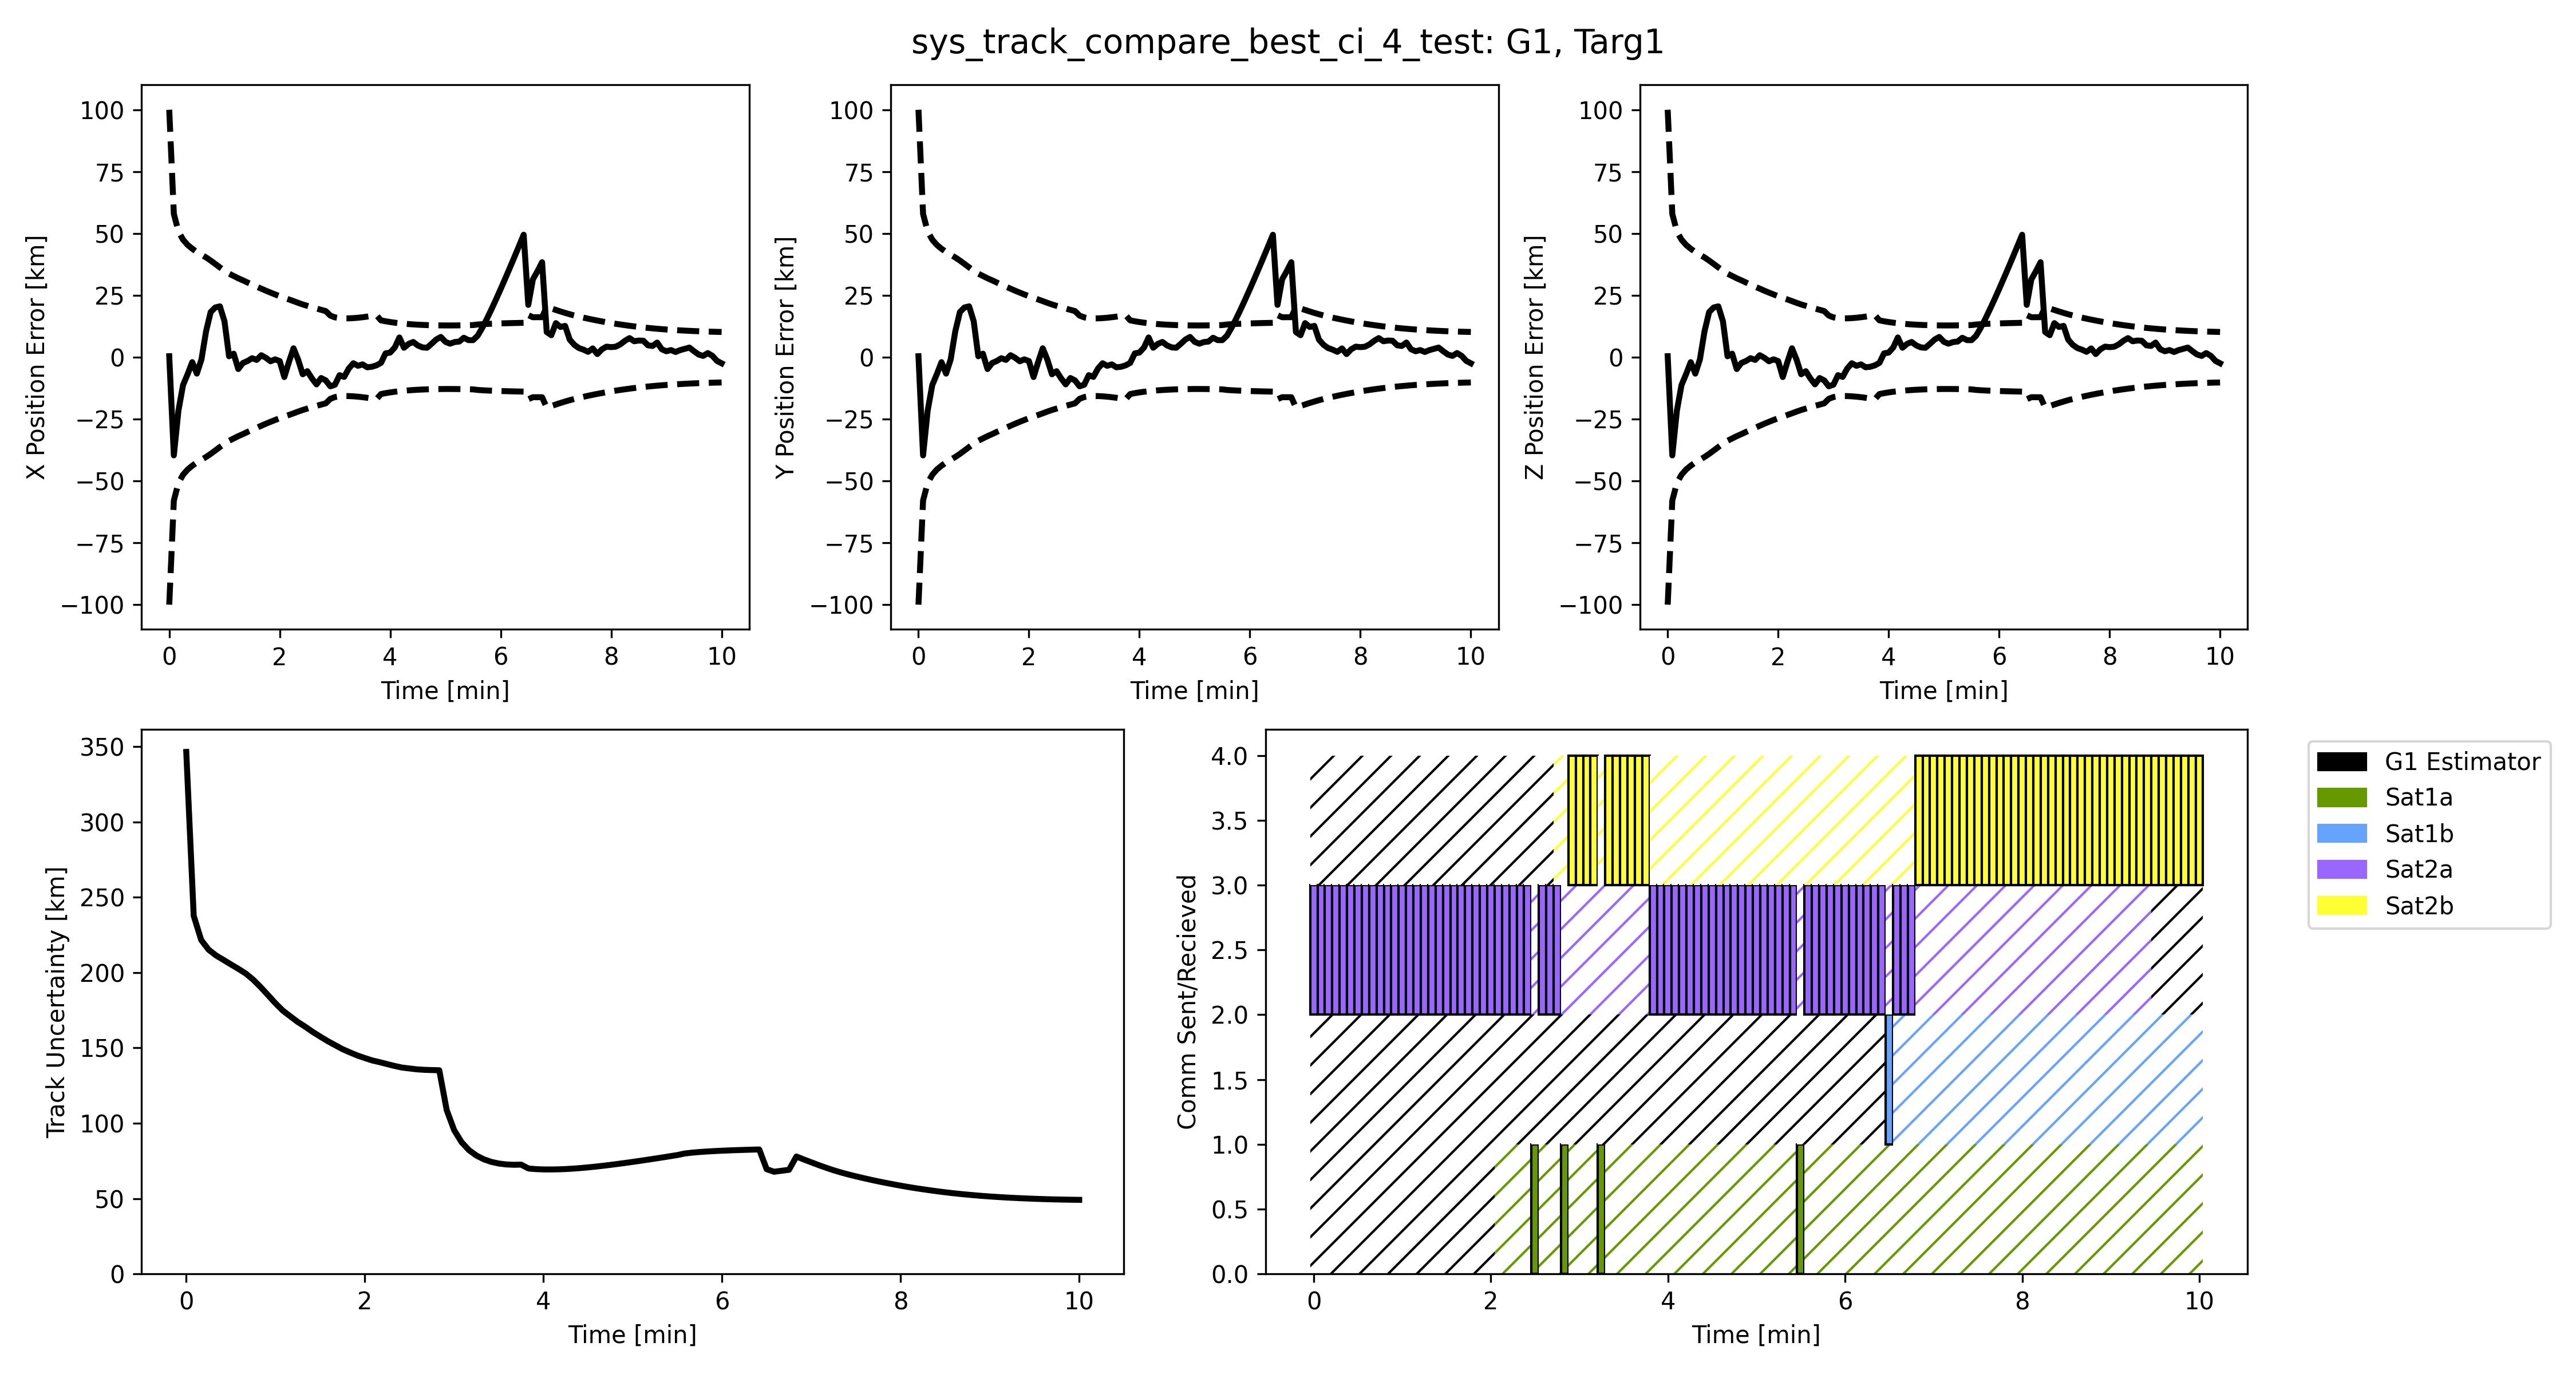 sys_track_compare_best_ci_4_test: G1, Targ1
X Position Error [km]
100
75
50
25
0
−25
−50
−75
−100
0 2 4 6 8 10
Time [min]
Y Position Error [km]
100
75
50
25
0
−25
−50
−75
−100
0 2 4 6 8 10
Time [min]
Z Position Error [km]
100
75
50
25
0
−25
−50
−75
−100
0 2 4 6 8 10
Time [min]
Track Uncertainty [km]
350
300
250
200
150
100
50
0
0 2 4 6 8 10
Time [min]
Comm Sent/Recieved
4.0
3.5
3.0
2.5
2.0
1.5
1.0
0.5
0.0
0 2 4 6 8 10
Time [min]
G1 Estimator
Sat1a
Sat1b
Sat2a
Sat2b